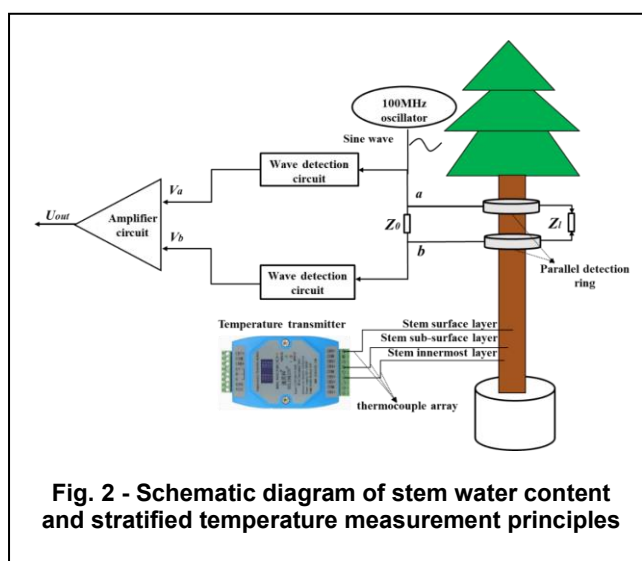 100MHz
oscillator
Sine wave
Wave detection
circuit
Va
a
Uout
Amplifier
circuit
Z0
Zl
Vb
b
Parallel detection
ring
Wave detection
circuit
Temperature transmitter
Stem surface layer
Stem sub-surface layer
Stem innermost layer
thermocouple array
Fig. 2 - Schematic diagram of stem water content
and stratified temperature measurement principles